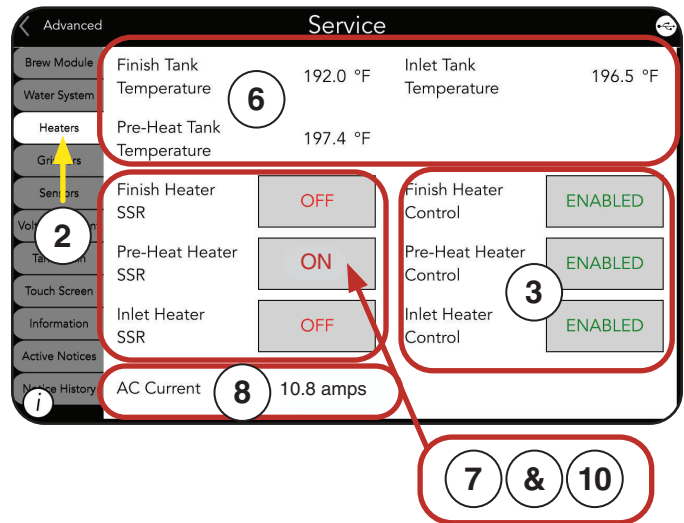 Advanced
Service
Brew Module
Water System
Heaters
Sensors
Touch Screen
Information
Active Notices
Notice History
i
2
Finish Tank
Temperature
192.0 °F
Inlet Tank
Temperature
196.5 °F
6
Pre-Heat Tank
Temperature
197.4 °F
Finish Heater
SSR
OFF
Finish Heater
Control
ENABLED
Pre-Heat Heater
SSR
ON
Pre-Heat Heater
Control
ENABLED
3
Inlet Heater
SSR
OFF
Inlet Heater
Control
ENABLED
AC Current
8
10.8 amps
7 & 10